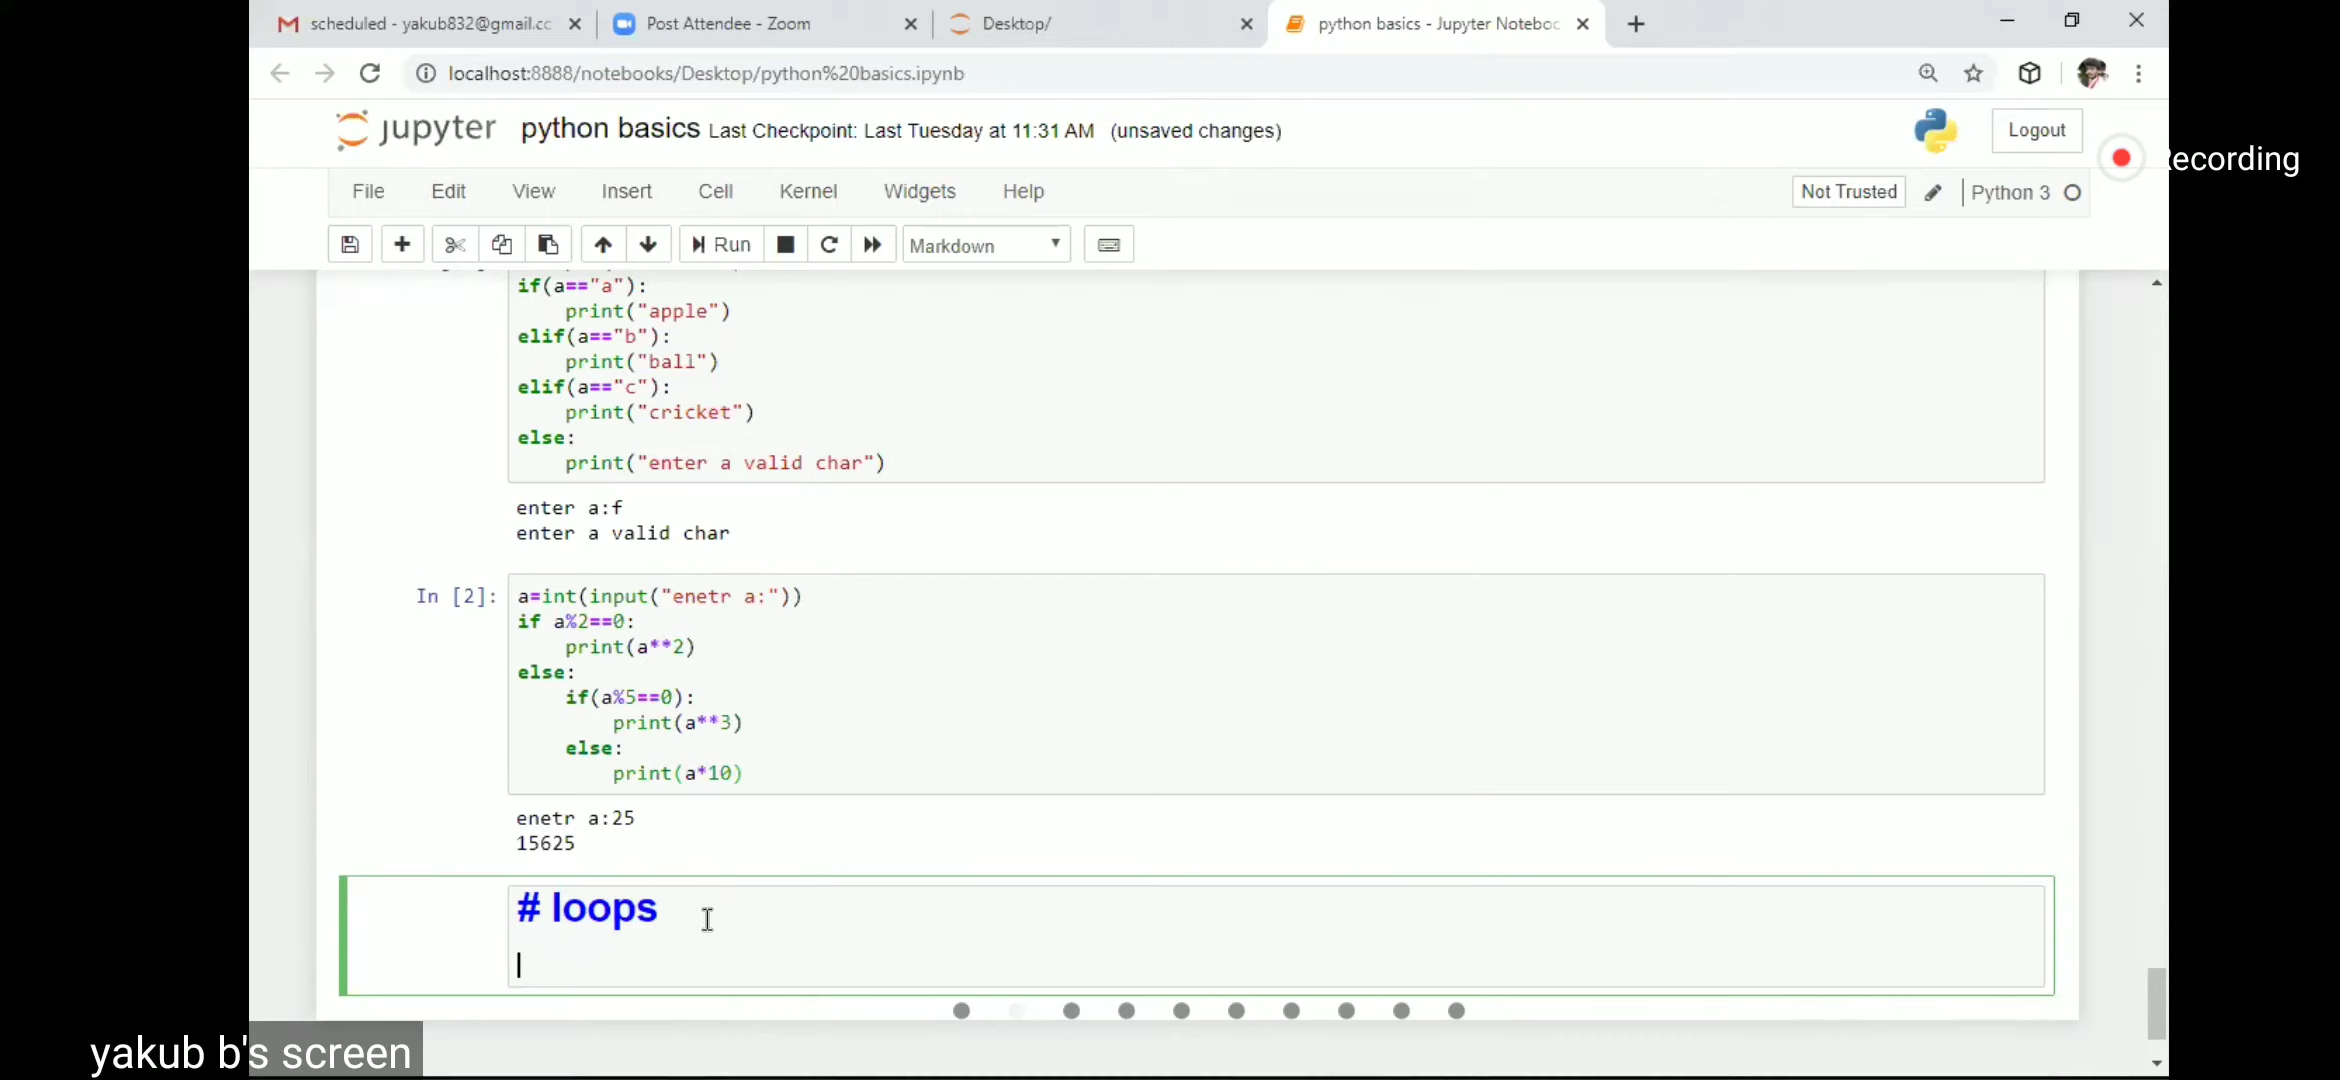 scheduled - yakub832@gmail.cc
Post Attendee - Zoom
Desktop/
python basics - Jupyter Noteboc
localhost:8888/notebooks/Desktop/python%20basics.ipynb
jupyter python basics Last Checkpoint: Last Tuesday at 11:31 AM (unsaved changes)
Logout
ecording
File Edit View Insert Cell Kernel Widgets Help
Not Trusted
Python 3
Run
Markdown
if(a=="a"):
    print("apple")
elif(a=="b"):
    print("ball")
elif(a=="c"):
    print("cricket")
else:
    print("enter a valid char")
enter a:f
enter a valid char
In [2]: a=int(input("enetr a:"))
if a%2==0:
    print(a**2)
else:
    if(a%5==0):
        print(a**3)
    else:
        print(a*10)
enetr a:25
15625
# loops
yakub b's screen